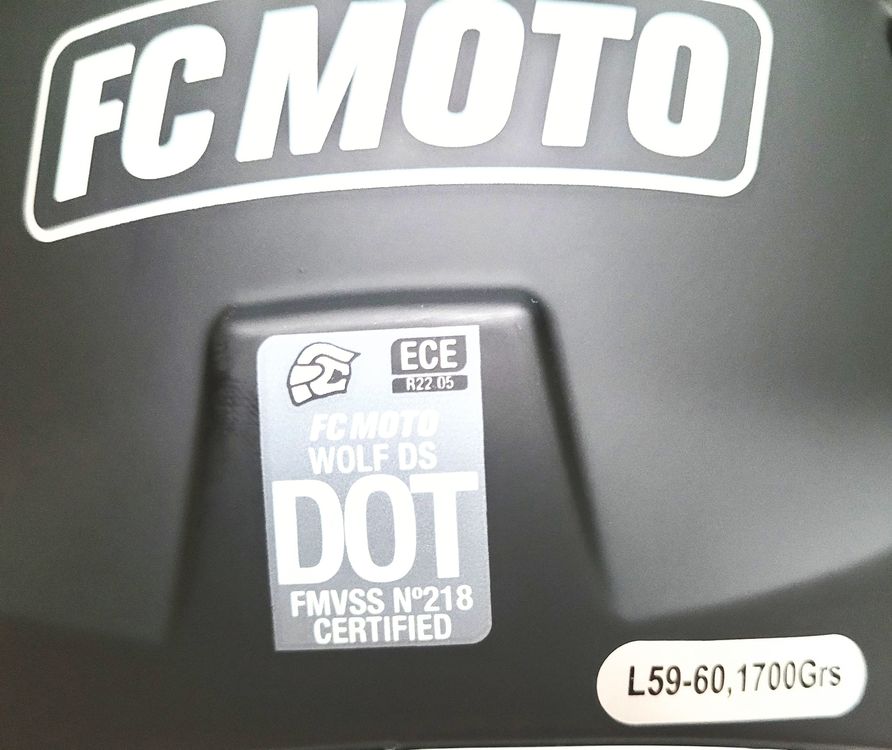 FC MOTO
ECE
R22.05
FC MOTO
WOLF DS
DOT
FMVSS Nº218
CERTIFIED
L59-60,1700Grs